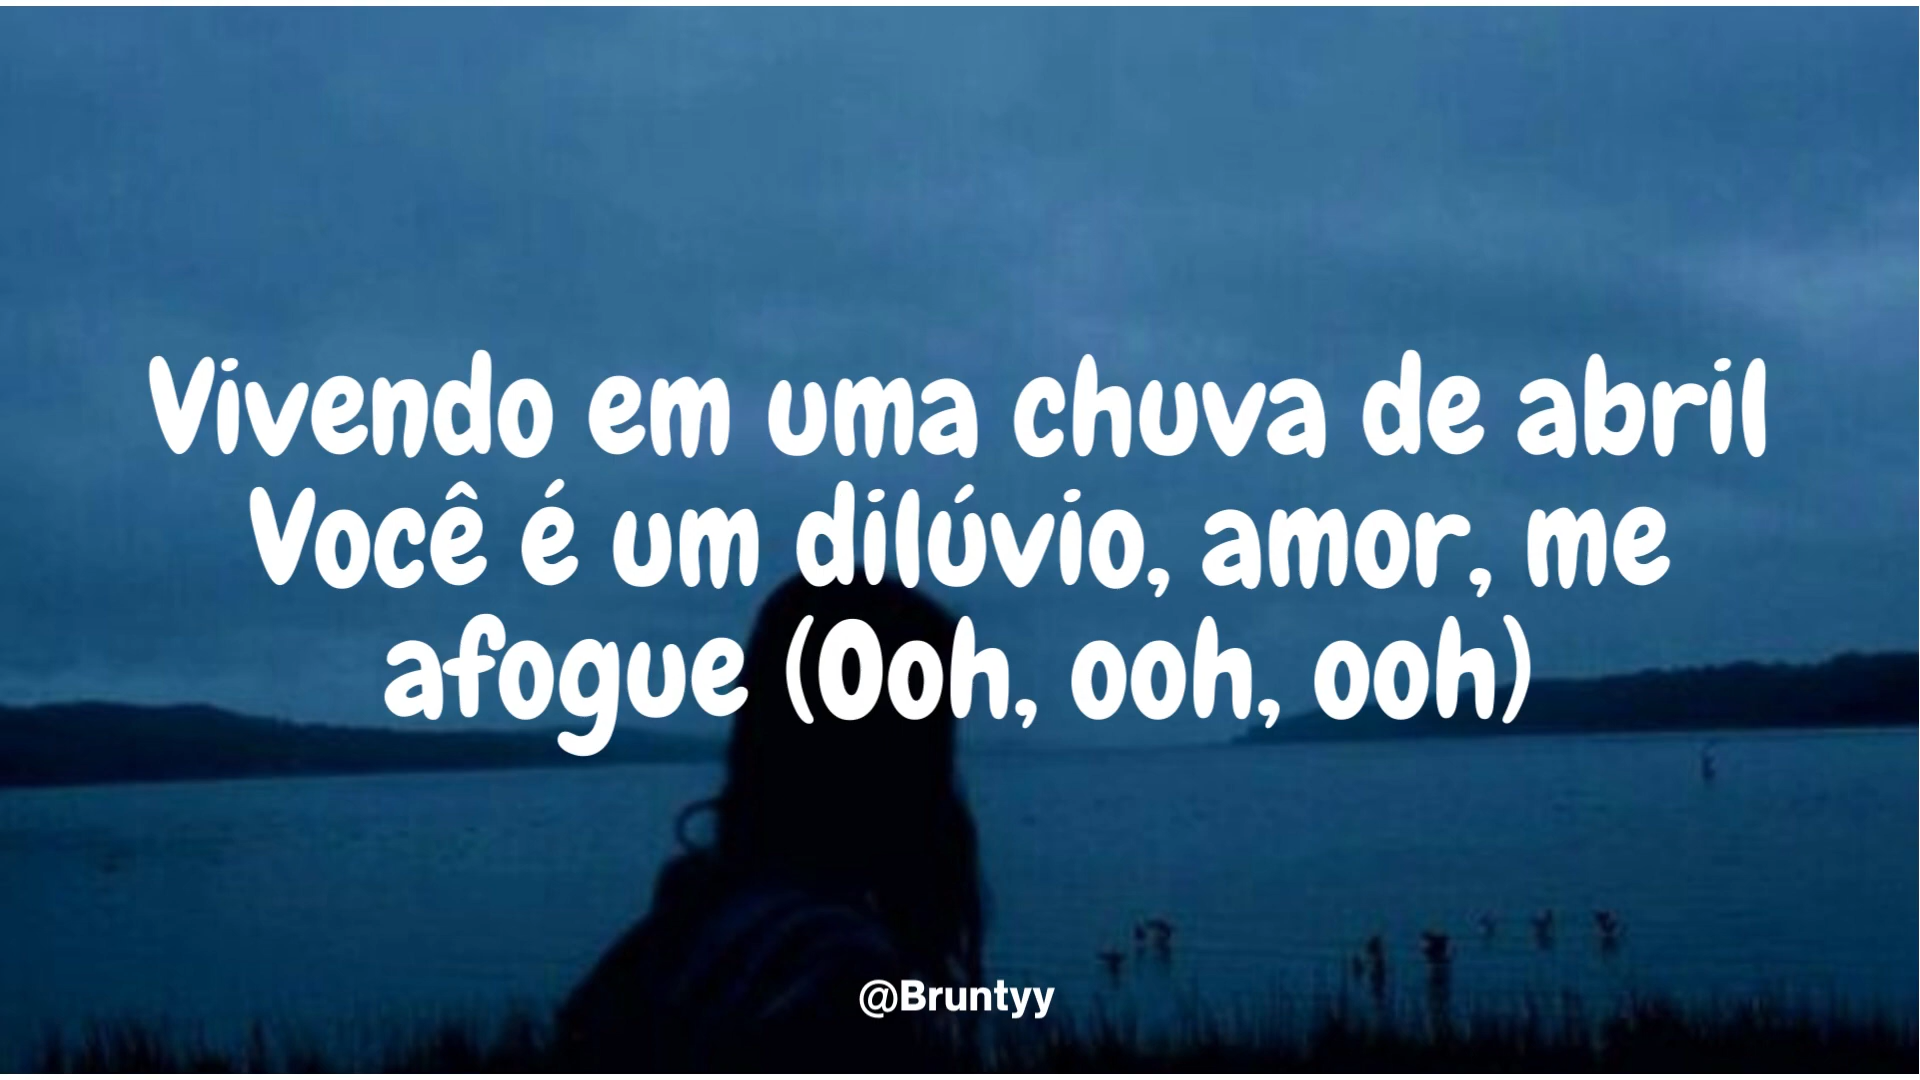 Vivendo em uma chuva de abril
Você é um dilúvio, amor, me
afogue (Ooh, ooh, ooh)
@Bruntyy